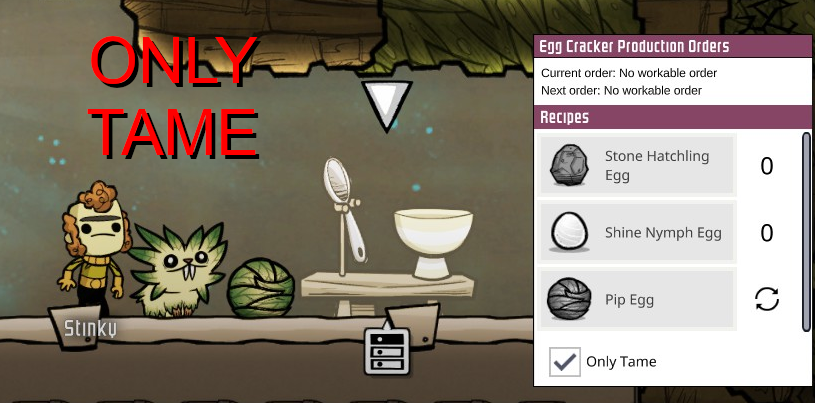 ONLY
TAME
Stinky
Egg Cracker Production Orders
Current order: No workable order
Next order: No workable order
Recipes
Stone Hatchling
Egg
0
Shine Nymph Egg
0
Pip Egg
Only Tame